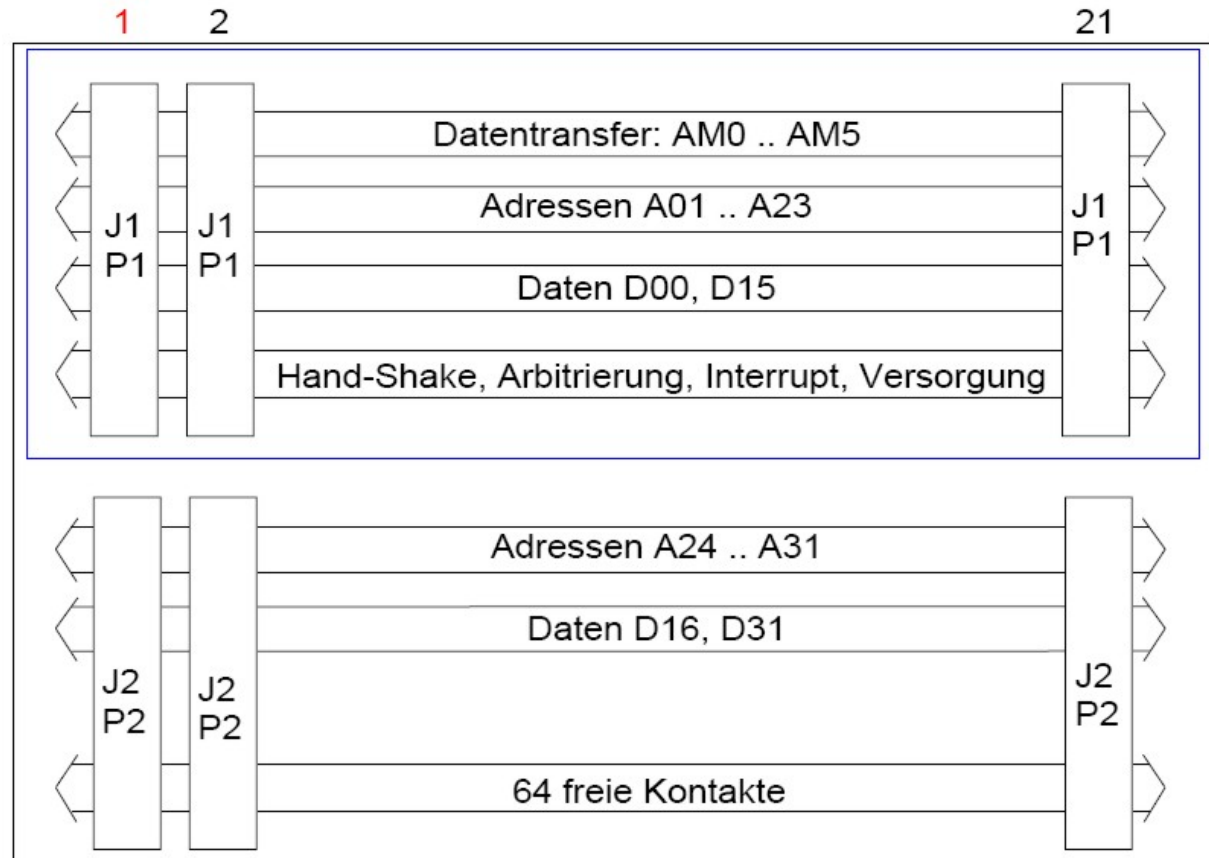 1 2 21
Datentransfer: AM0 .. AM5
Adressen A01 .. A23
J1 J1 J1
P1 P1 P1
Daten D00, D15
Hand-Shake, Arbitrierung, Interrupt, Versorgung
Adressen A24 .. A31
Daten D16, D31
J2 J2 J2
P2 P2 P2
64 freie Kontakte